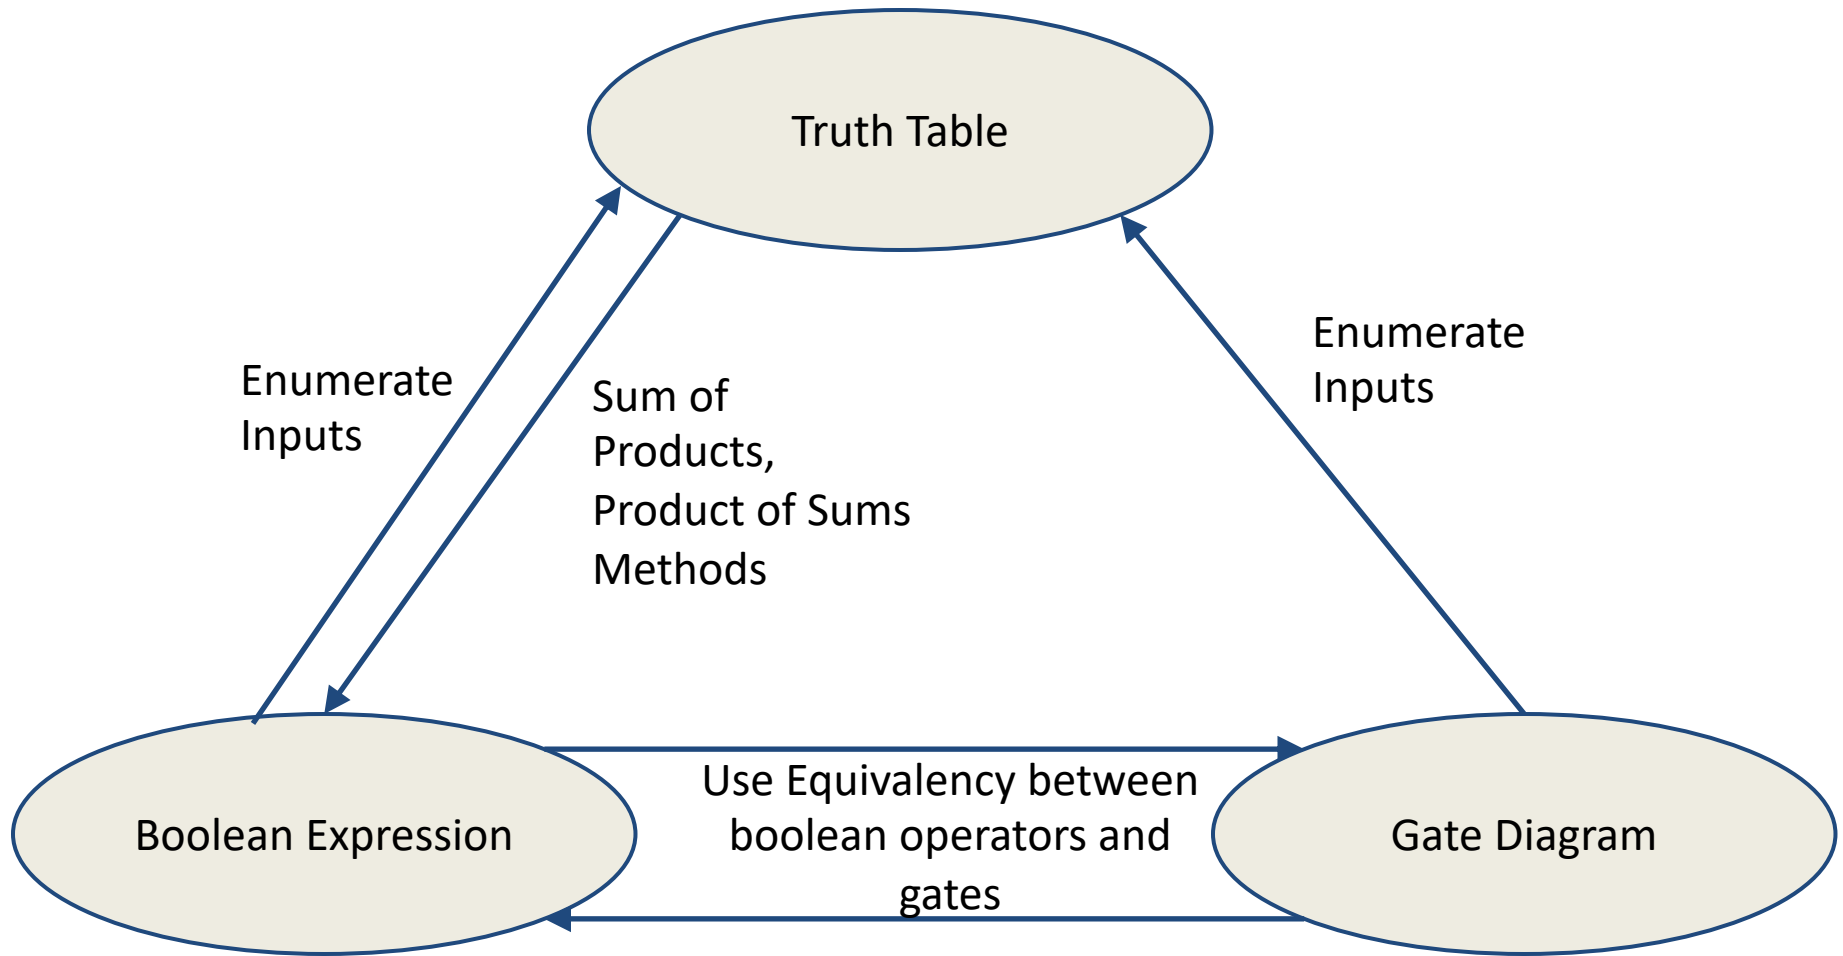 Truth Table
Enumerate
Inputs
Sum of
Products,
Product of Sums
Methods
Enumerate
Inputs
Use Equivalency between
boolean operators and
gates
Boolean Expression
Gate Diagram